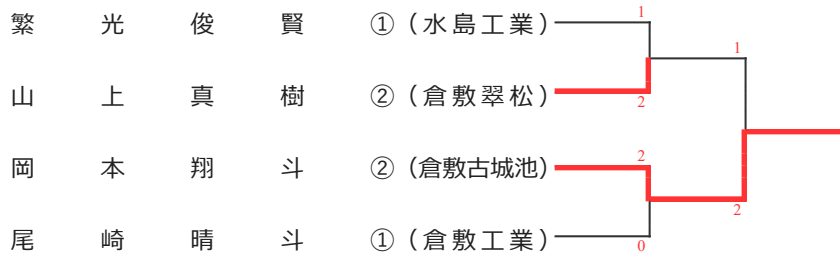 繁光俊賢 ①（水島工業）
1
1
山上真樹 ②（倉敷翠松）
2
岡本翔斗 ②（倉敷古城池）
2
2
尾崎晴斗 ①（倉敷工業）
0